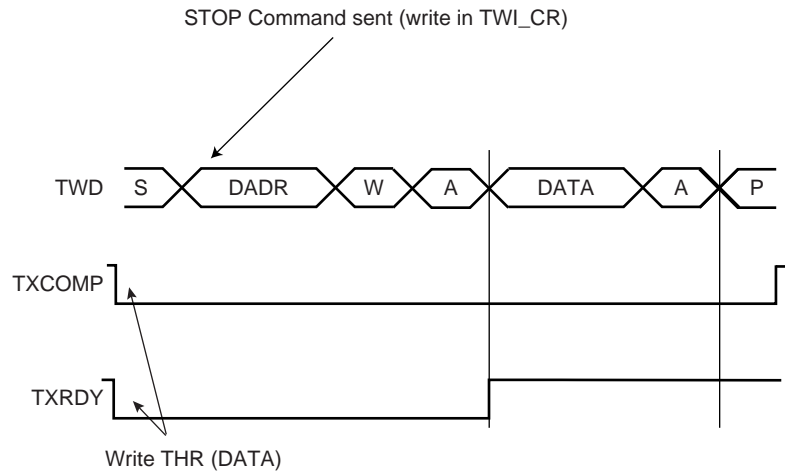 STOP Command sent (write in TWI_CR)
TWD S DADR W A DATA A P
TXCOMP
TXRDY
Write THR (DATA)